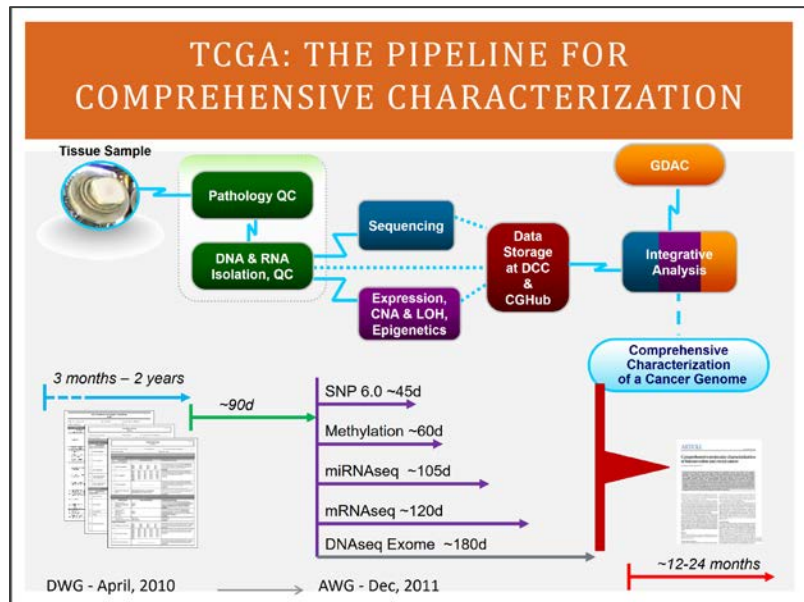 TCGA: THE PIPELINE FOR
COMPREHENSIVE CHARACTERIZATION
Tissue Sample
Pathology QC
DNA & RNA
Isolation, QC
Sequencing
Expression,
CNA & LOH,
Epigenetics
Data
Storage
at DCC
&
CGHub
GDAC
Integrative
Analysis
Comprehensive
Characterization
of a Cancer Genome
3 months – 2 years
~90d
SNP 6.0 ~45d
Methylation ~60d
miRNAseq ~105d
mRNAseq ~120d
DNAseq Exome ~180d
~12-24 months
DWG - April, 2010
AWG - Dec, 2011